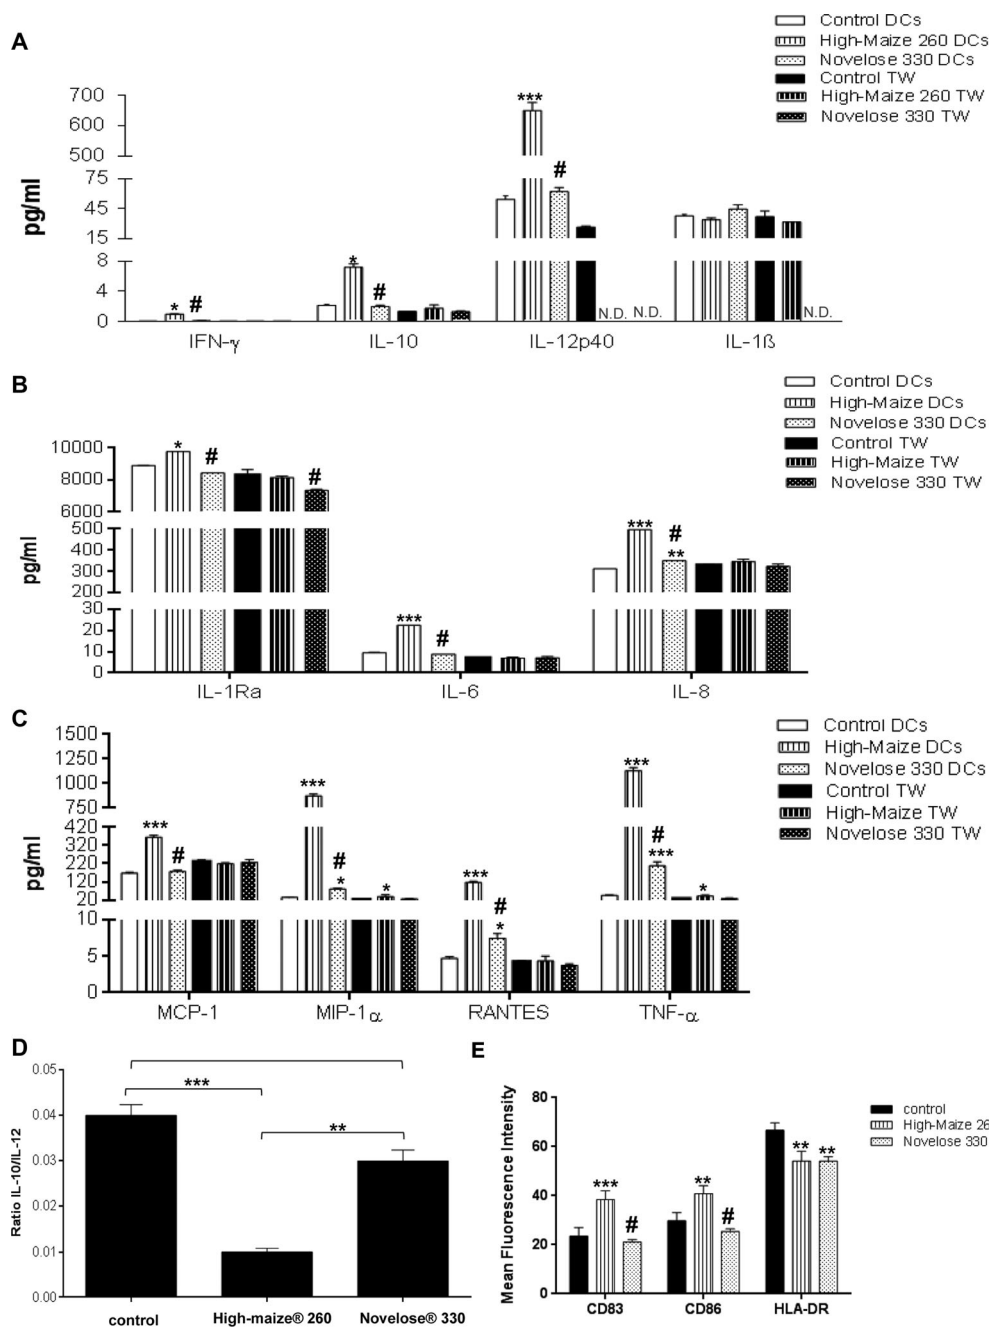 A
Control DCs
High-Maize 260 DCs
Novelose 330 DCs
Control TW
High-Maize 260 TW
Novelose 330 TW
pg/ml
700
600
500
75
45
15
8
4
0
* # * # *** # N.D. N.D. N.D.
IFN-γ IL-10 IL-12p40 IL-1ß
B
Control DCs
High-Maize DCs
Novelose 330 DCs
Control TW
High-Maize TW
Novelose 330 TW
pg/ml
10000
8000
6000
500
400
300
200
30
20
10
0
* # # *** # *** # **
IL-1Ra IL-6 IL-8
C
Control DCs
High-Maize DCs
Novelose 330 DCs
Control TW
High-Maize TW
Novelose 330 TW
pg/ml
1500
1250
1000
750
420
320
220
120
20
10
5
0
*** # *** # * * *** # * *** # *** *
MCP-1 MIP-1α RANTES TNF-α
D
Ratio IL-10/IL-12
0.05
0.04
0.03
0.02
0.01
0.00
***
**
control High-maize® 260 Novelose® 330
E
control
High-Maize 26
Novelose 330
Mean Fluorescence Intensity
80
60
40
20
0
*** # ** # ** **
CD83 CD86 HLA-DR